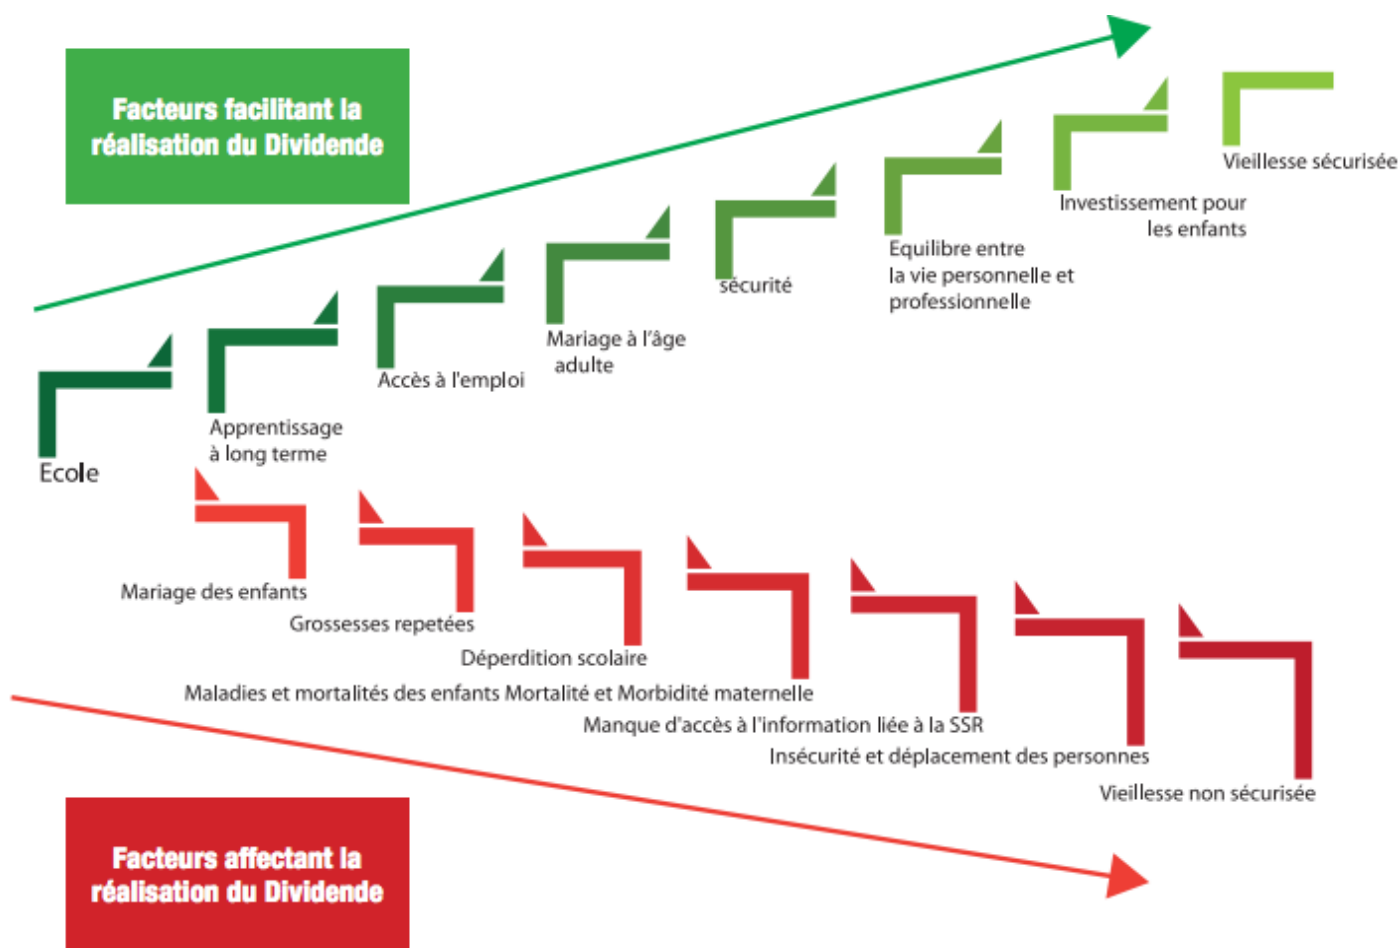 Facteurs facilitant la
réalisation du Dividende
Vieillesse sécurisée
Investissement pour
les enfants
Equilibre entre
la vie personnelle et
professionnelle
sécurité
Mariage à l'âge
adulte
Accès à l'emploi
Apprentissage
à long terme
Ecole
Mariage des enfants
Grossesses repetées
Déperdition scolaire
Maladies et mortalités des enfants Mortalité et Morbidité maternelle
Manque d'accès à l'information liée à la SSR
Insécurité et déplacement des personnes
Vieillesse non sécurisée
Facteurs affectant la
réalisation du Dividende